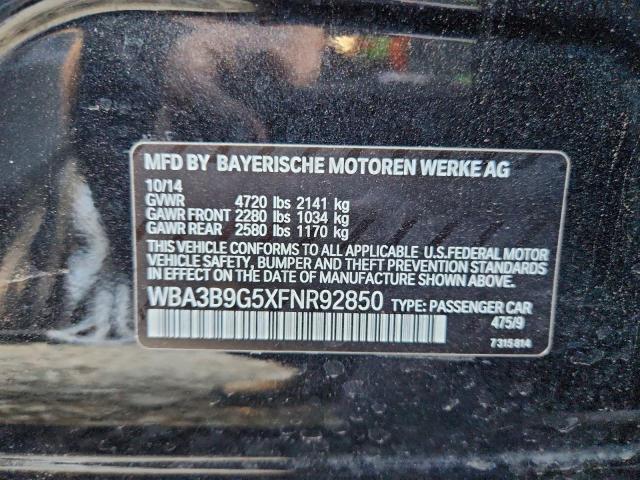 MFD BY BAYERISCHE MOTOREN WERKE AG
10/14
GVWR 4720 lbs 2141 kg
GAWR FRONT 2280 lbs 1034 kg
GAWR REAR 2580 lbs 1170 kg
THIS VEHICLE CONFORMS TO ALL APPLICABLE U.S.FEDERAL MOTOR
VEHICLE SAFETY, BUMPER AND THEFT PREVENTION STANDARDS
IN EFFECT ON THE DATE OF MANUFACTURE SHOWN ABOVE.
WBA3B9G5XFNR92850 TYPE: PASSENGER CAR
475/9
7315814